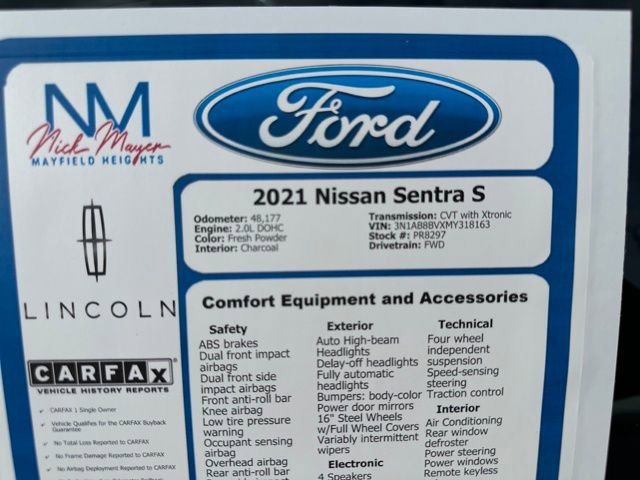 NM
Nick Mayer
MAYFIELD HEIGHTS
Ford
LINCOLN
CARFAX
VEHICLE HISTORY REPORTS
✓ CARFAX 1 Single Owner
✓ Vehicle Qualifies for the CARFAX Buyback
Guarantee
✓ No Total Loss Reported to CARFAX
✓ No Frame Damage Reported to CARFAX
✓ No Airbag Deployment Reported to CARFAX
2021 Nissan Sentra S
Odometer: 48,177
Engine: 2.0L DOHC
Color: Fresh Powder
Interior: Charcoal
Transmission: CVT with Xtronic
VIN: 3N1AB8BVXMY318163
Stock #: PR8297
Drivetrain: FWD
Comfort Equipment and Accessories
Safety
ABS brakes
Dual front impact
airbags
Dual front side
impact airbags
Front anti-roll bar
Knee airbag
Low tire pressure
warning
Occupant sensing
airbag
Overhead airbag
Rear anti-roll bar
Exterior
Auto High-beam
Headlights
Delay-off headlights
Fully automatic
headlights
Bumpers: body-color
Power door mirrors
16" Steel Wheels
w/Full Wheel Covers
Variably intermittent
wipers
Electronic
4 Speakers
Technical
Four wheel
independent
suspension
Speed-sensing
steering
Traction control
Interior
Air Conditioning
Rear window
defroster
Power steering
Power windows
Remote keyless